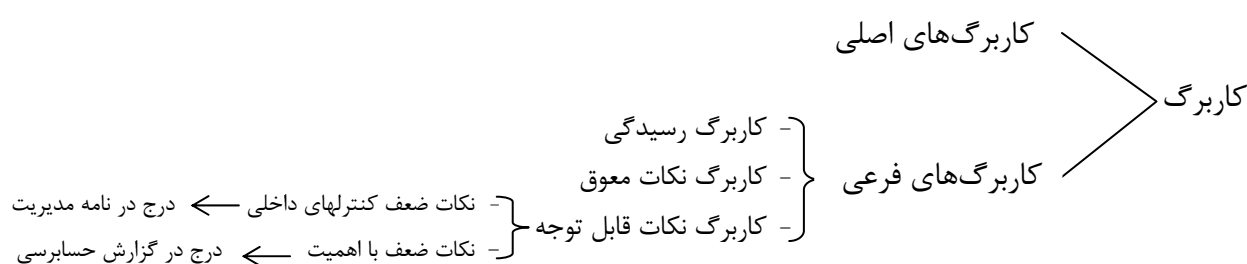 کاربرگ
کاربرگ‌های اصلی
کاربرگ‌های فرعی
- کاربرگ رسیدگی
- کاربرگ نکات معوق
- کاربرگ نکات قابل توجه
- نکات ضعف کنترلهای داخلی ← درج در نامه مدیریت
- نکات ضعف با اهمیت ← درج در گزارش حسابرسی